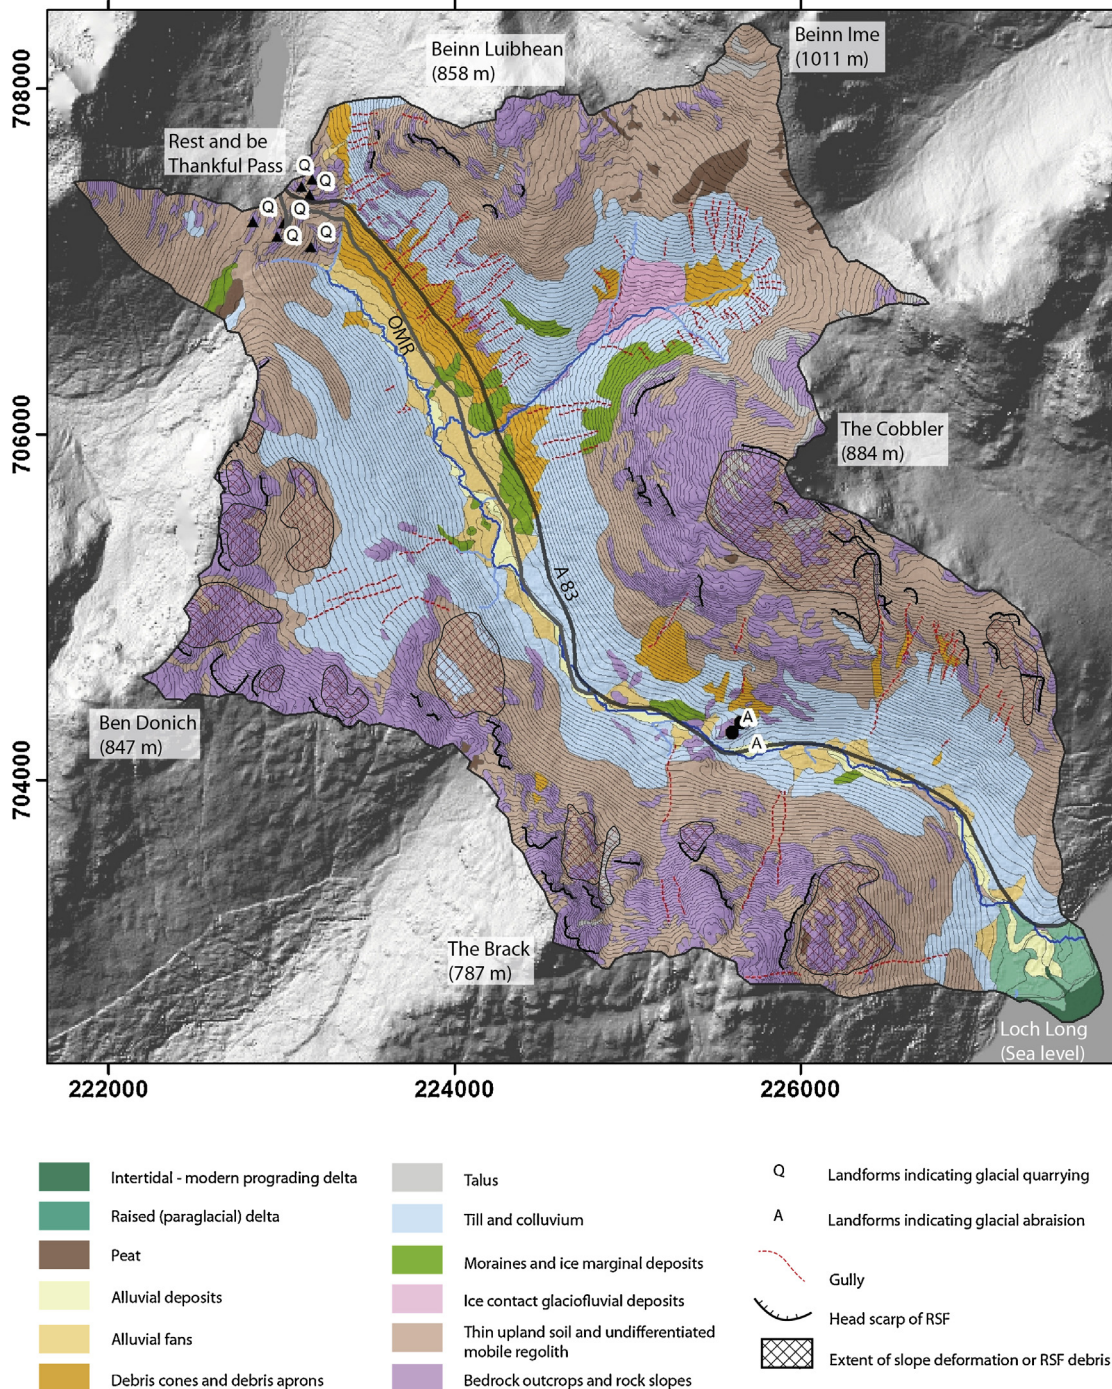 Beinn Luibhean
(858 m)
Beinn Ime
(1011 m)
708000
Rest and be
Thankful Pass
Q
Q
Q
Q
Q
Q
OMR
706000
The Cobbler
(884 m)
A 83
Ben Donich
(847 m)
A
A
704000
The Brack
(787 m)
Loch Long
(Sea level)
222000
224000
226000
Intertidal - modern prograding delta
Raised (paraglacial) delta
Peat
Alluvial deposits
Alluvial fans
Debris cones and debris aprons
Talus
Till and colluvium
Moraines and ice marginal deposits
Ice contact glaciofluvial deposits
Thin upland soil and undifferentiated
mobile regolith
Bedrock outcrops and rock slopes
Q Landforms indicating glacial quarrying
A Landforms indicating glacial abraision
Gully
Head scarp of RSF
Extent of slope deformation or RSF debris